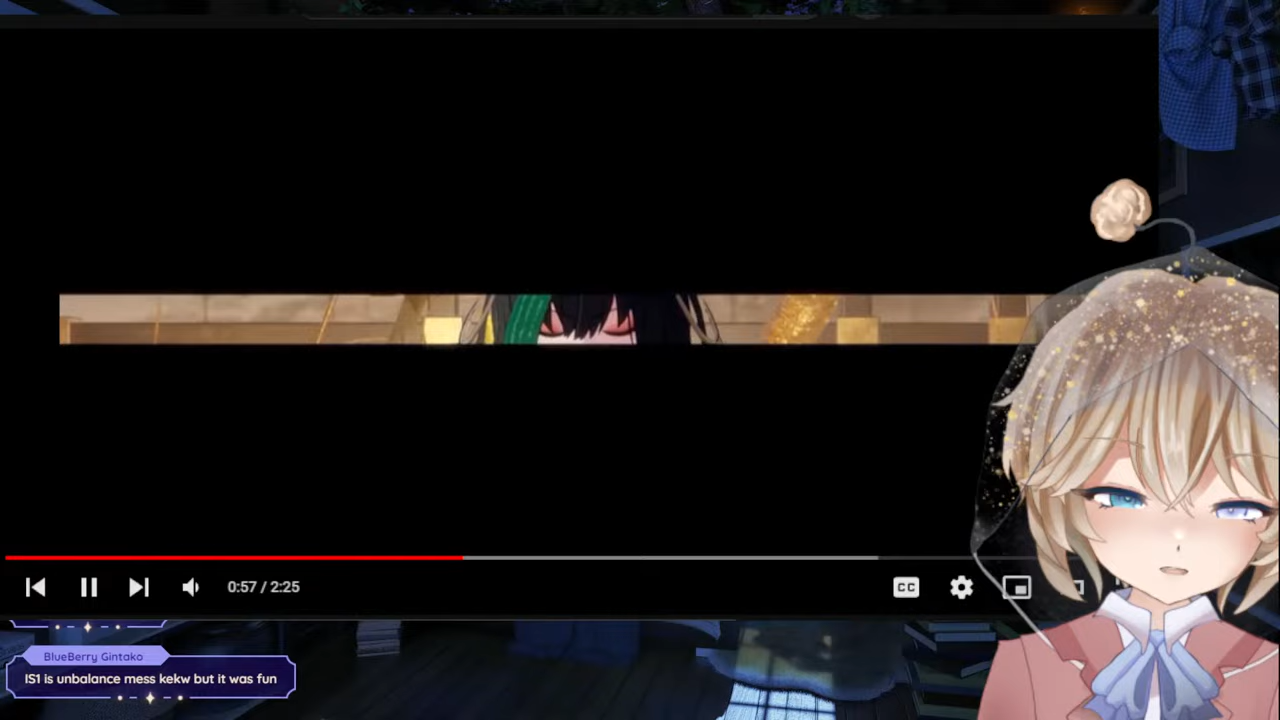 0:57 / 2:25
CC
BlueBerry Gintako
IS1 is unbalance mess kekw but it was fun